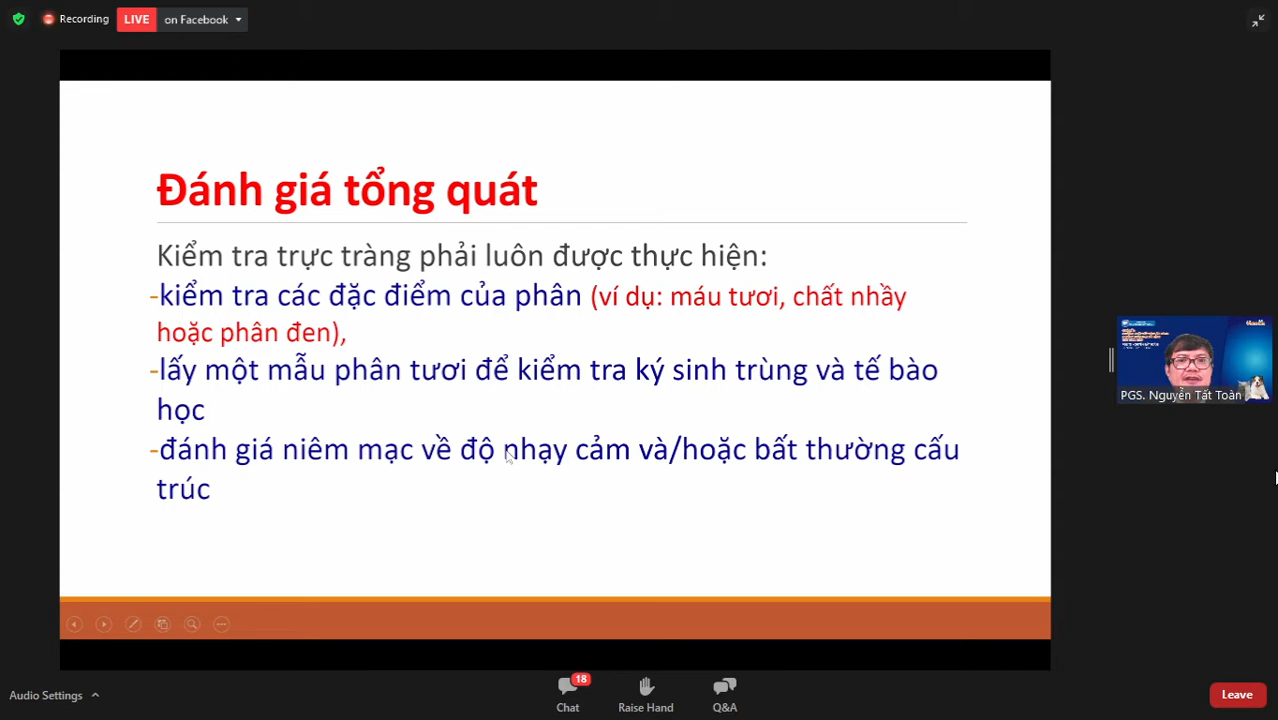 Recording
LIVE on Facebook
Đánh giá tổng quát
Kiểm tra trực tràng phải luôn được thực hiện:
-kiểm tra các đặc điểm của phân (ví dụ: máu tươi, chất nhầy
hoặc phân đen),
-lấy một mẫu phân tươi để kiểm tra ký sinh trùng và tế bào
học
-đánh giá niêm mạc về độ nhạy cảm và/hoặc bất thường cấu
trúc
PGS. Nguyễn Tất Toàn
Audio Settings
18
Chat
Raise Hand
Q&A
Leave